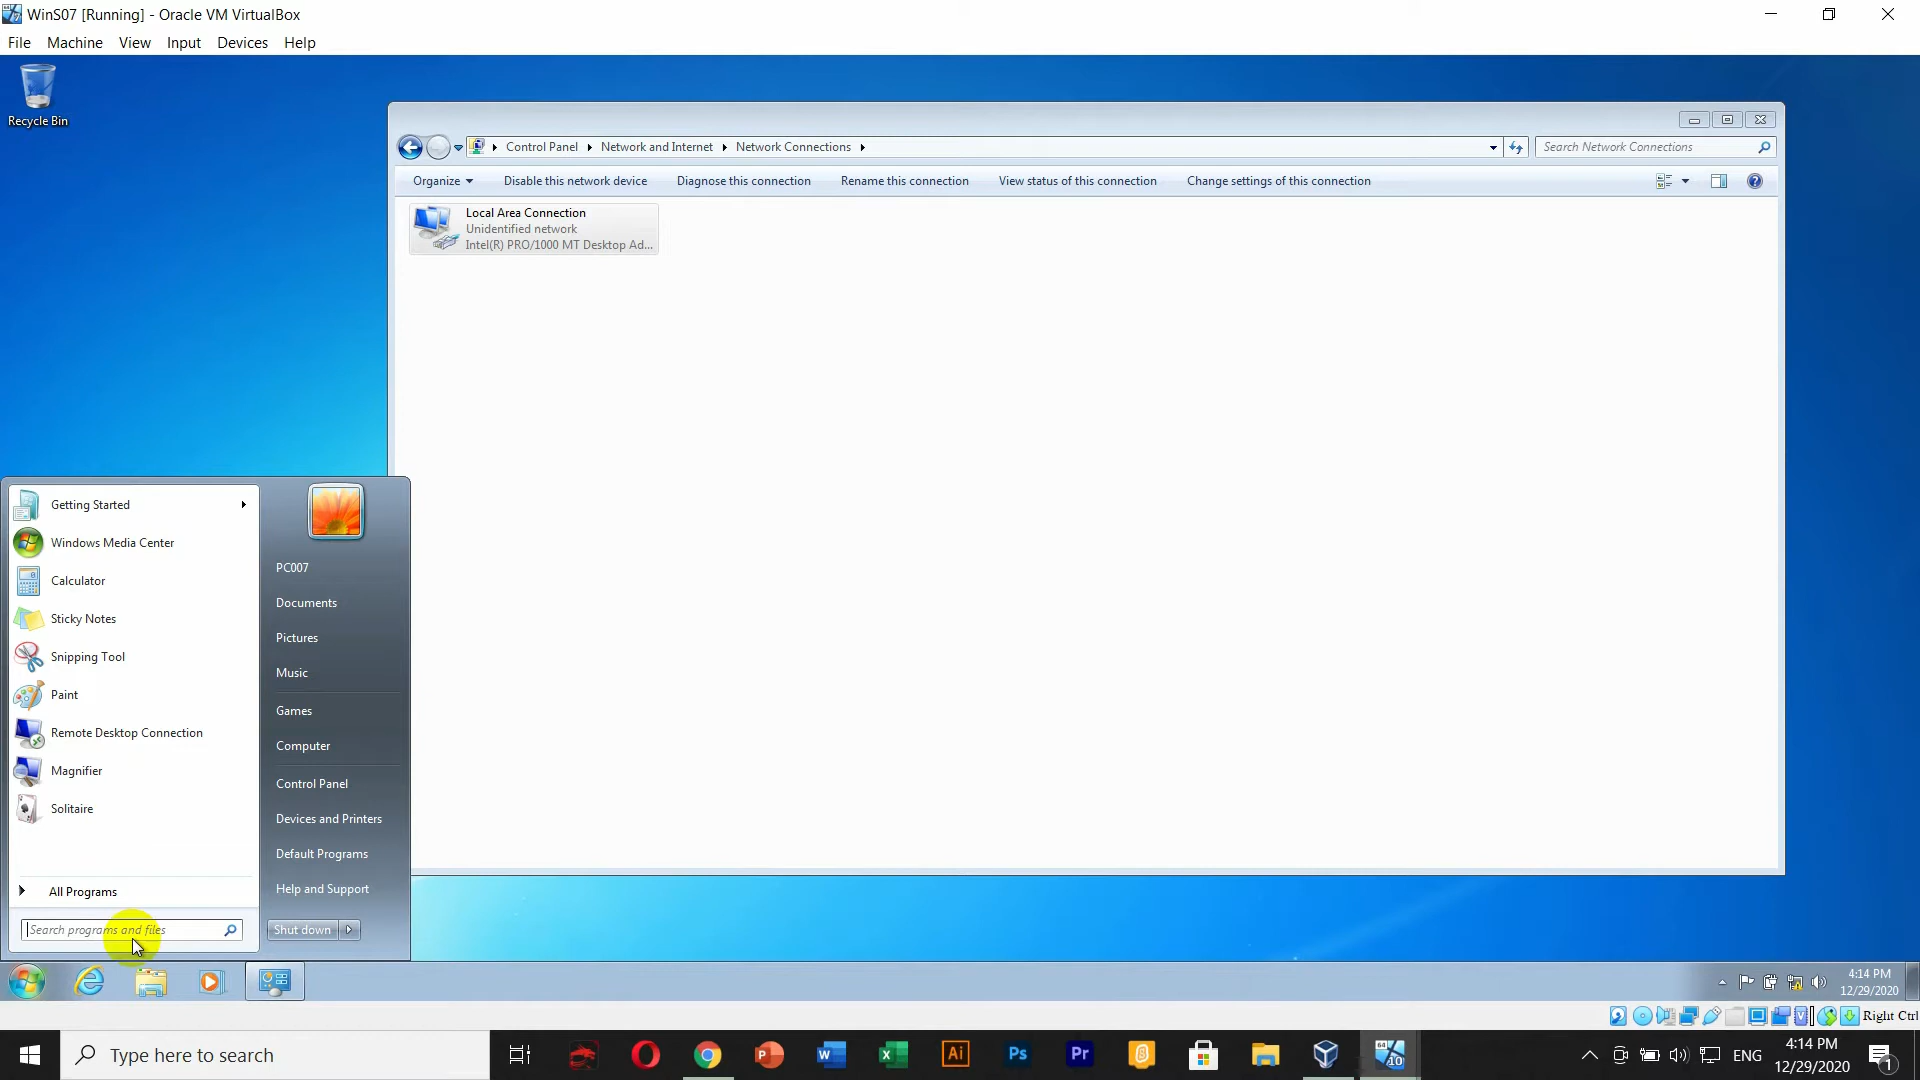 WinS07 [Running] - Oracle VM VirtualBox
File Machine View Input Devices Help
Recycle Bin
Control Panel Network and Internet Network Connections
Search Network Connections
Organize Disable this network device Diagnose this connection Rename this connection View status of this connection Change settings of this connection
Local Area Connection
Unidentified network
Intel(R) PRO/1000 MT Desktop Ad...
Getting Started
Windows Media Center
Calculator
Sticky Notes
Snipping Tool
Paint
Remote Desktop Connection
Magnifier
Solitaire
All Programs
Search programs and files
PC007
Documents
Pictures
Music
Games
Computer
Control Panel
Devices and Printers
Default Programs
Help and Support
Shut down
4:14 PM
12/29/2020
Right Ctrl
Type here to search
P
W
X
Ai
Ps
Pr
64
10
ENG
4:14 PM
12/29/2020
1